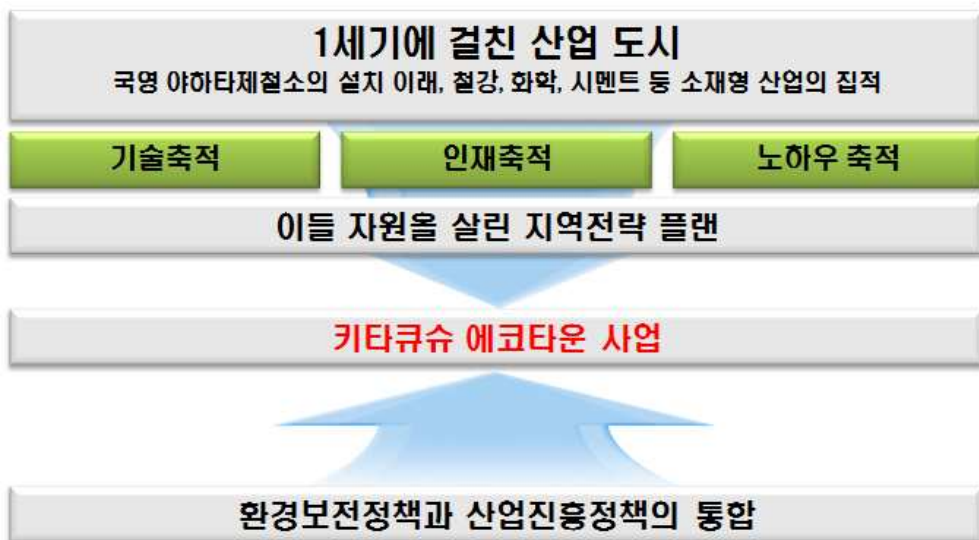 1세기에 걸친 산업 도시
국영 야하타제철소의 설치 이래, 철강, 화학, 시멘트 등 소재형 산업의 집적
기술축적
인재축적
노하우 축적
이들 자원을 살린 지역전략 플랜
키타큐슈 에코타운 사업
환경보전정책과 산업진흥정책의 통합